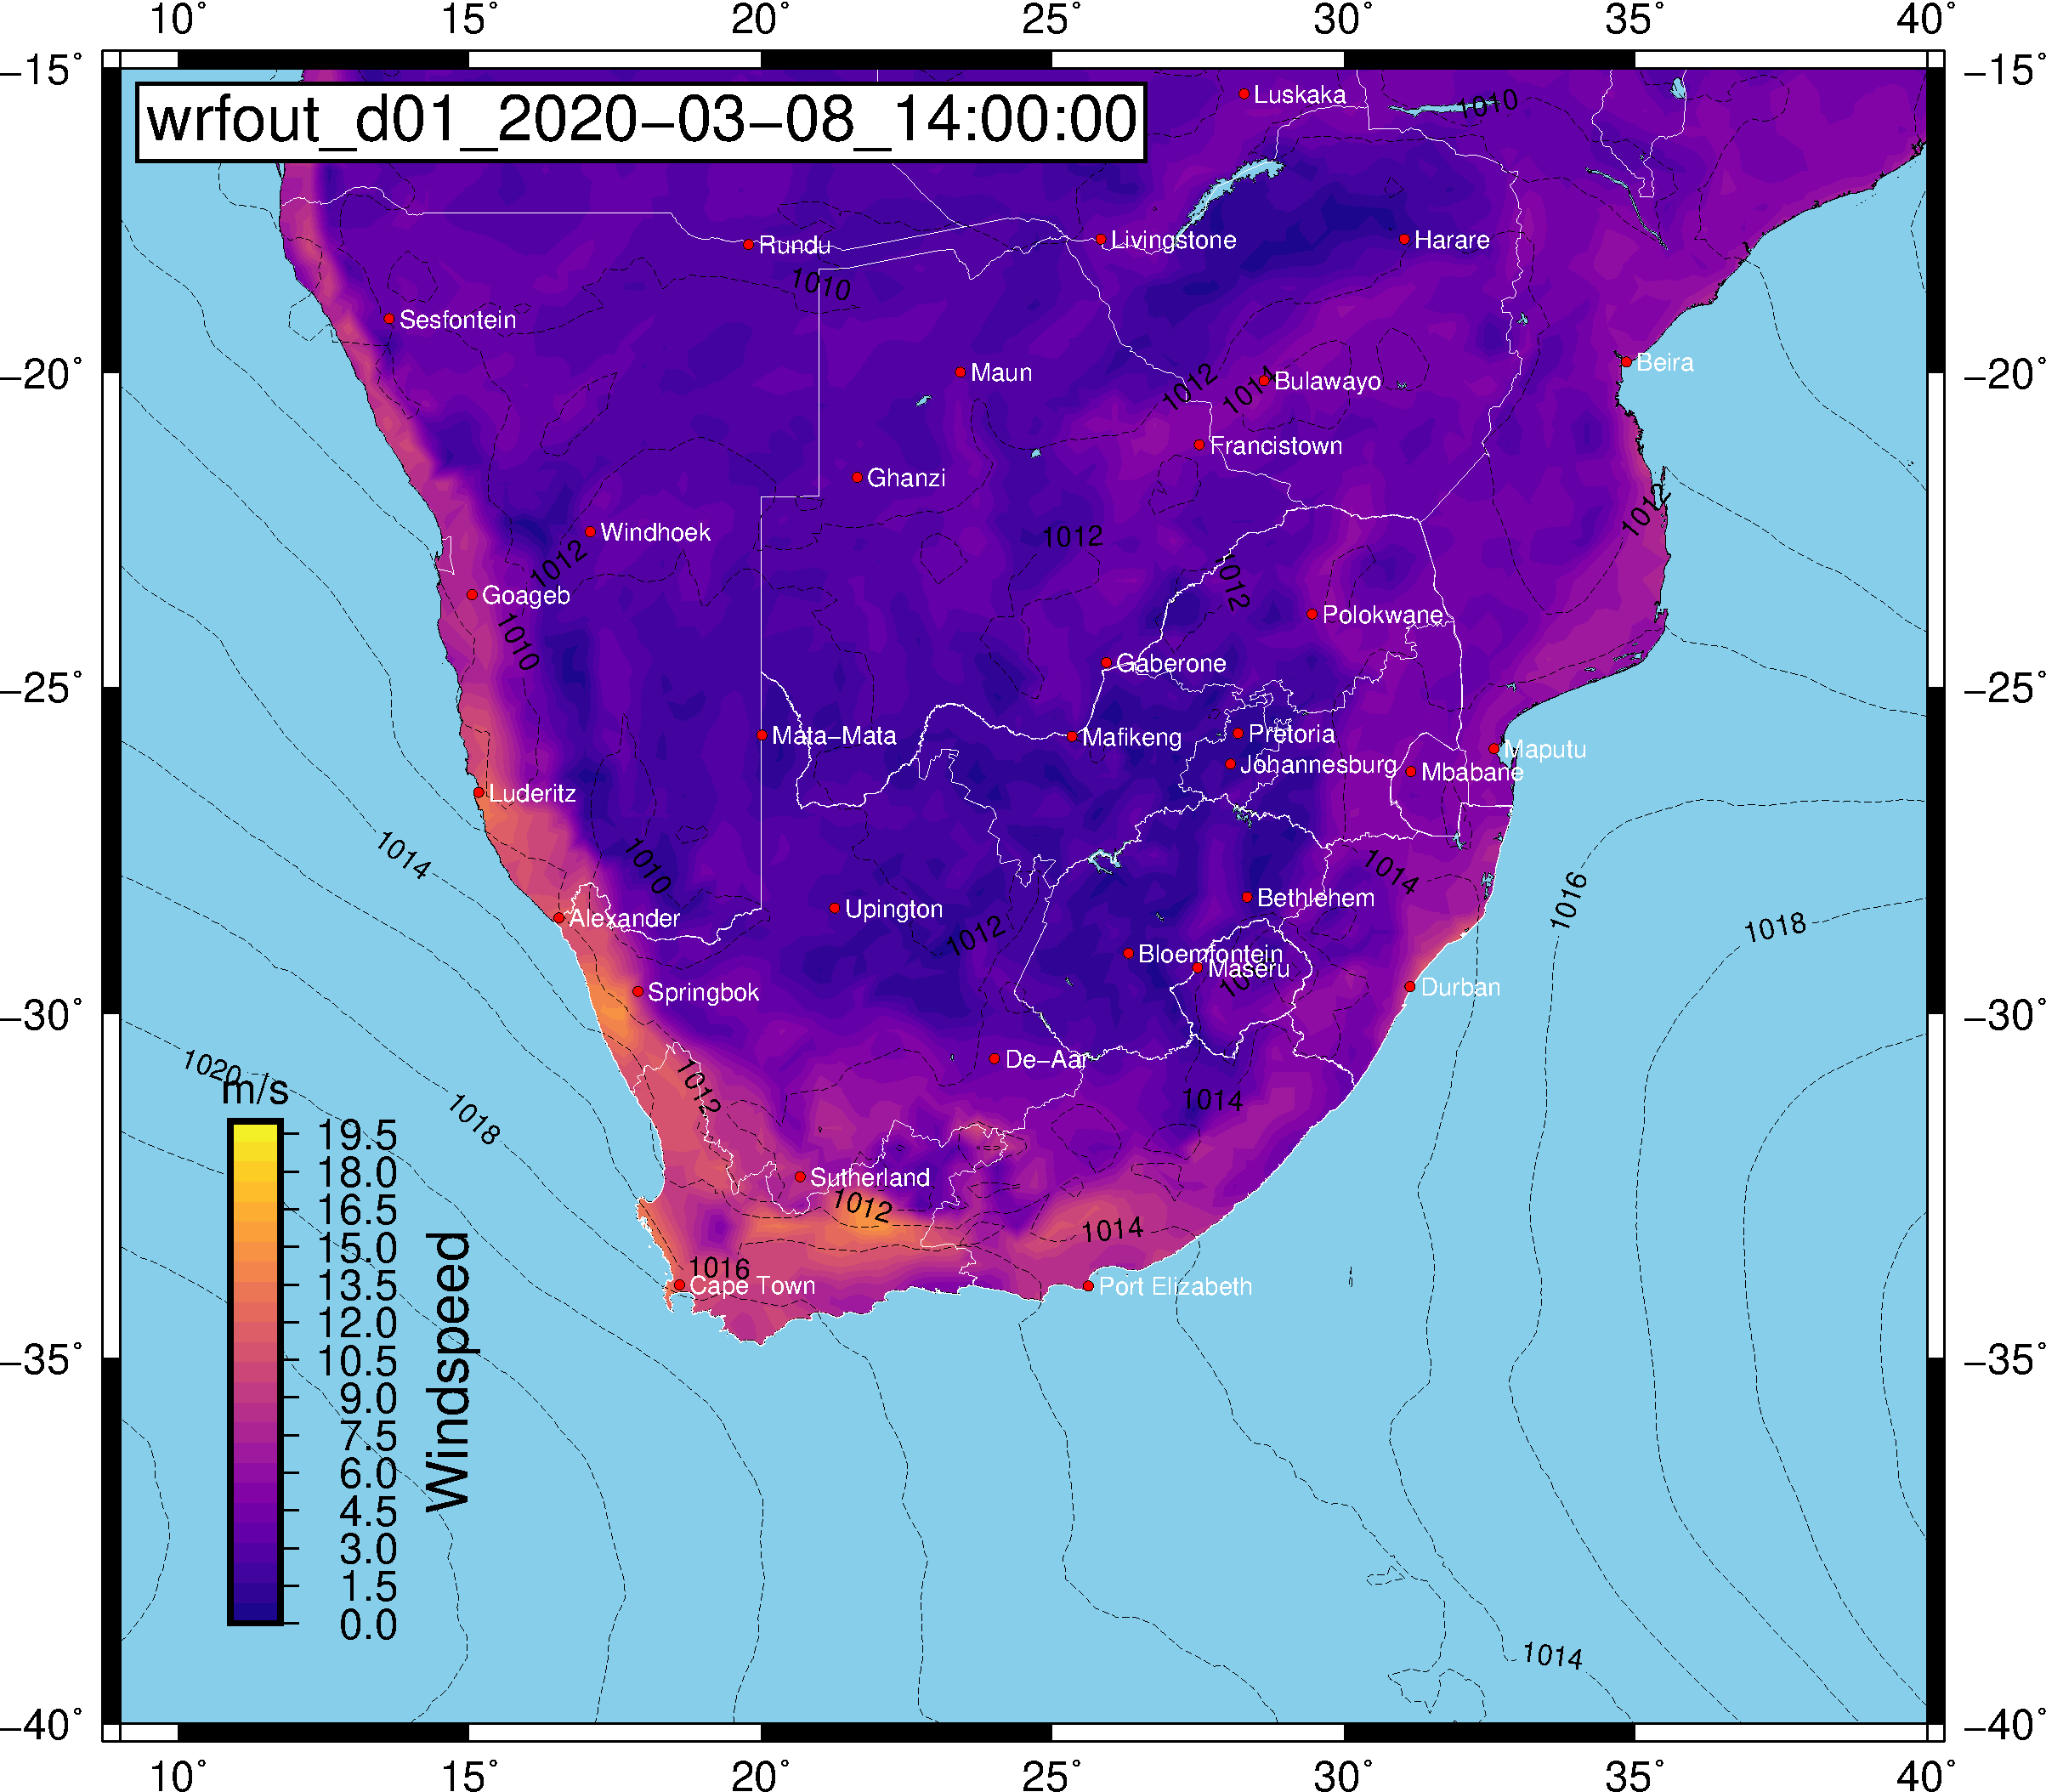 10° 15° 20° 25° 30° 35° 40°
−15° −15°
wrfout_d01_2020−03−08_14:00:00
Luskaka
1010
Rundu
Livingstone
Harare
1010
Sesfontein
Maun
Beira
−20° −20°
1012
1014
Bulawayo
Francistown
Ghanzi
1012
Windhoek
1012
1012
1012
Goageb
Polokwane
1010
Gaberone
−25° −25°
Mata−Mata
Mafikeng
Pretoria
Maputu
Johannesburg
Mbabane
Luderitz
1014
1010
1014
1016
Bethlehem
Alexander
Upington
1012
1018
Bloemfontein
Maseru
Springbok
Durban
−30° −30°
De−Aar
1020
m/s
1012
1014
1018
19.5
18.0
16.5
15.0
13.5
12.0
10.5
9.0
7.5
6.0
4.5
3.0
1.5
0.0
Windspeed
Sutherland
1012
1014
1016
Cape Town
Port Elizabeth
−35° −35°
1014
−40° −40°
10° 15° 20° 25° 30° 35° 40°